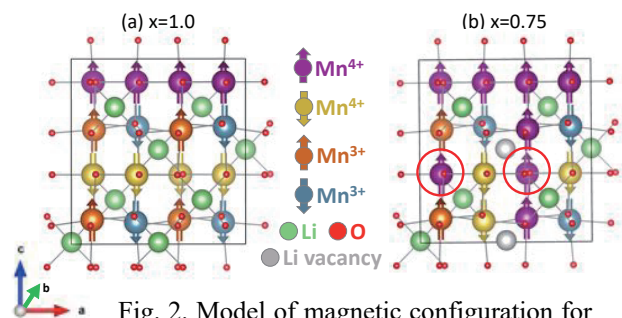 (a) x=1.0
(b) x=0.75
Mn⁴⁺
Mn⁴⁺
Mn³⁺
Mn³⁺
Li O
Li vacancy
c
b
a
Fig. 2. Model of magnetic configuration for